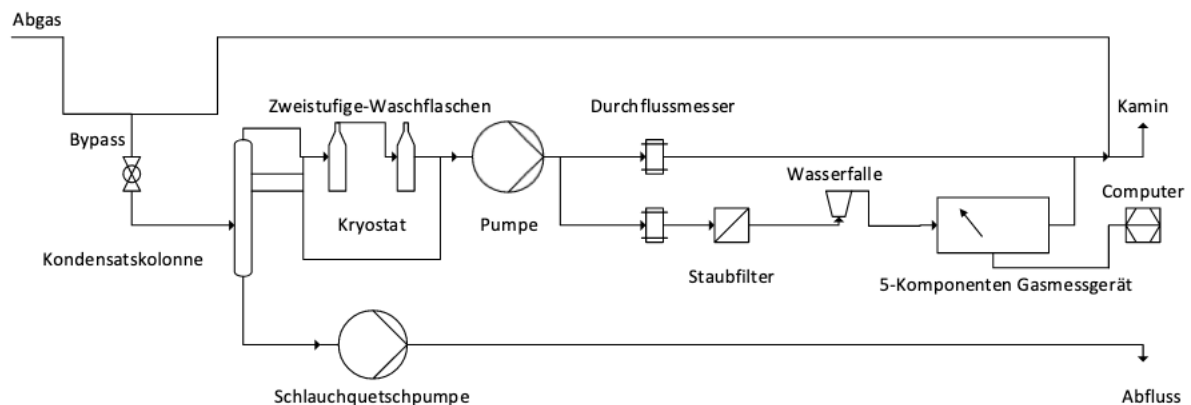 Abgas
Zweistufige-Waschflaschen
Durchflussmesser
Kamin
Bypass
Wasserfalle
Computer
Kryostat
Pumpe
Kondensatskolonne
Staubfilter
5-Komponenten Gasmessgerät
Schlauchquetschpumpe
Abfluss